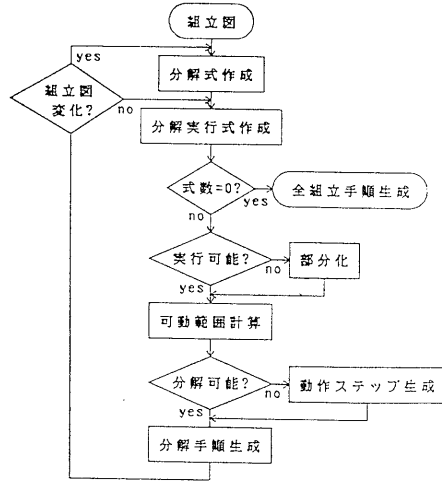 組立図
yes
分解式作成
組立図
変化?
no
分解実行式作成
式数=0?
yes
全組立手順生成
no
実行可能?
no
部分化
yes
可動範囲計算
分解可能?
no
動作ステップ生成
yes
分解手順生成